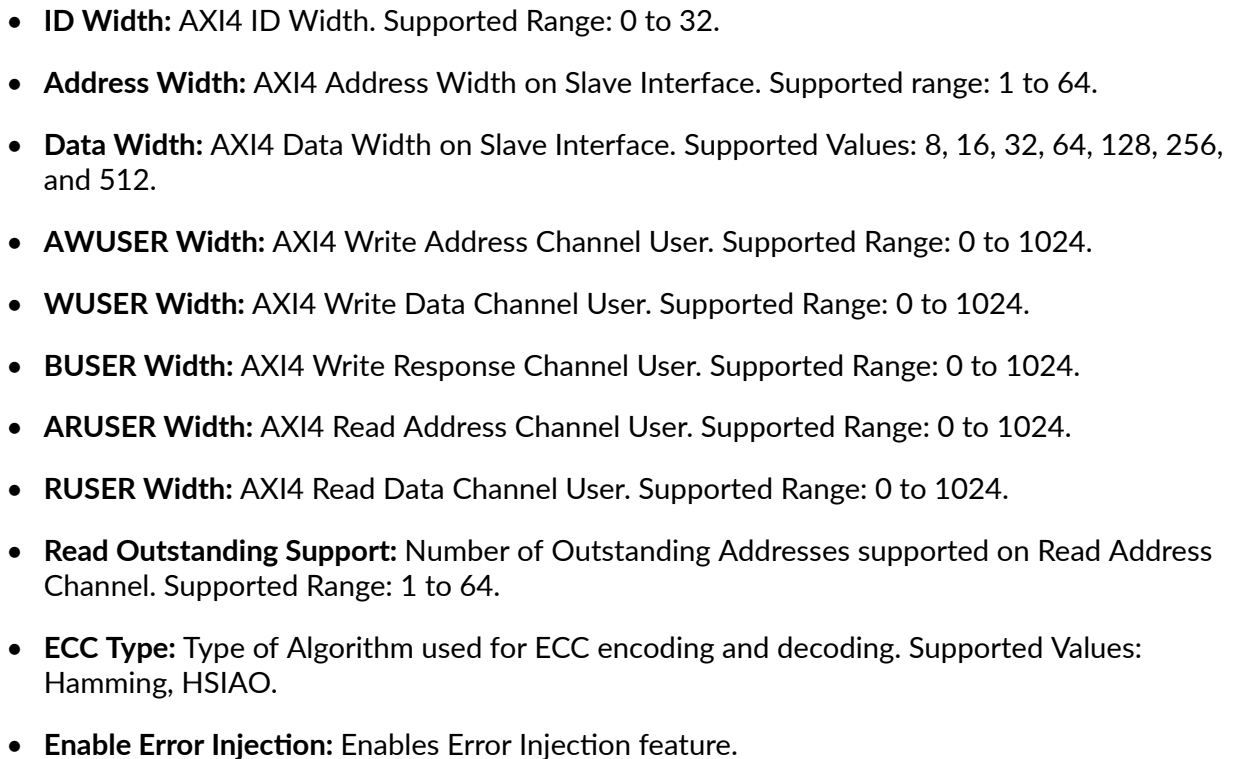 • ID Width: AXI4 ID Width. Supported Range: 0 to 32.
• Address Width: AXI4 Address Width on Slave Interface. Supported range: 1 to 64.
• Data Width: AXI4 Data Width on Slave Interface. Supported Values: 8, 16, 32, 64, 128, 256,
and 512.
• AWUSER Width: AXI4 Write Address Channel User. Supported Range: 0 to 1024.
• WUSER Width: AXI4 Write Data Channel User. Supported Range: 0 to 1024.
• BUSER Width: AXI4 Write Response Channel User. Supported Range: 0 to 1024.
• ARUSER Width: AXI4 Read Address Channel User. Supported Range: 0 to 1024.
• RUSER Width: AXI4 Read Data Channel User. Supported Range: 0 to 1024.
• Read Outstanding Support: Number of Outstanding Addresses supported on Read Address
Channel. Supported Range: 1 to 64.
• ECC Type: Type of Algorithm used for ECC encoding and decoding. Supported Values:
Hamming, HSIAO.
• Enable Error Injection: Enables Error Injection feature.